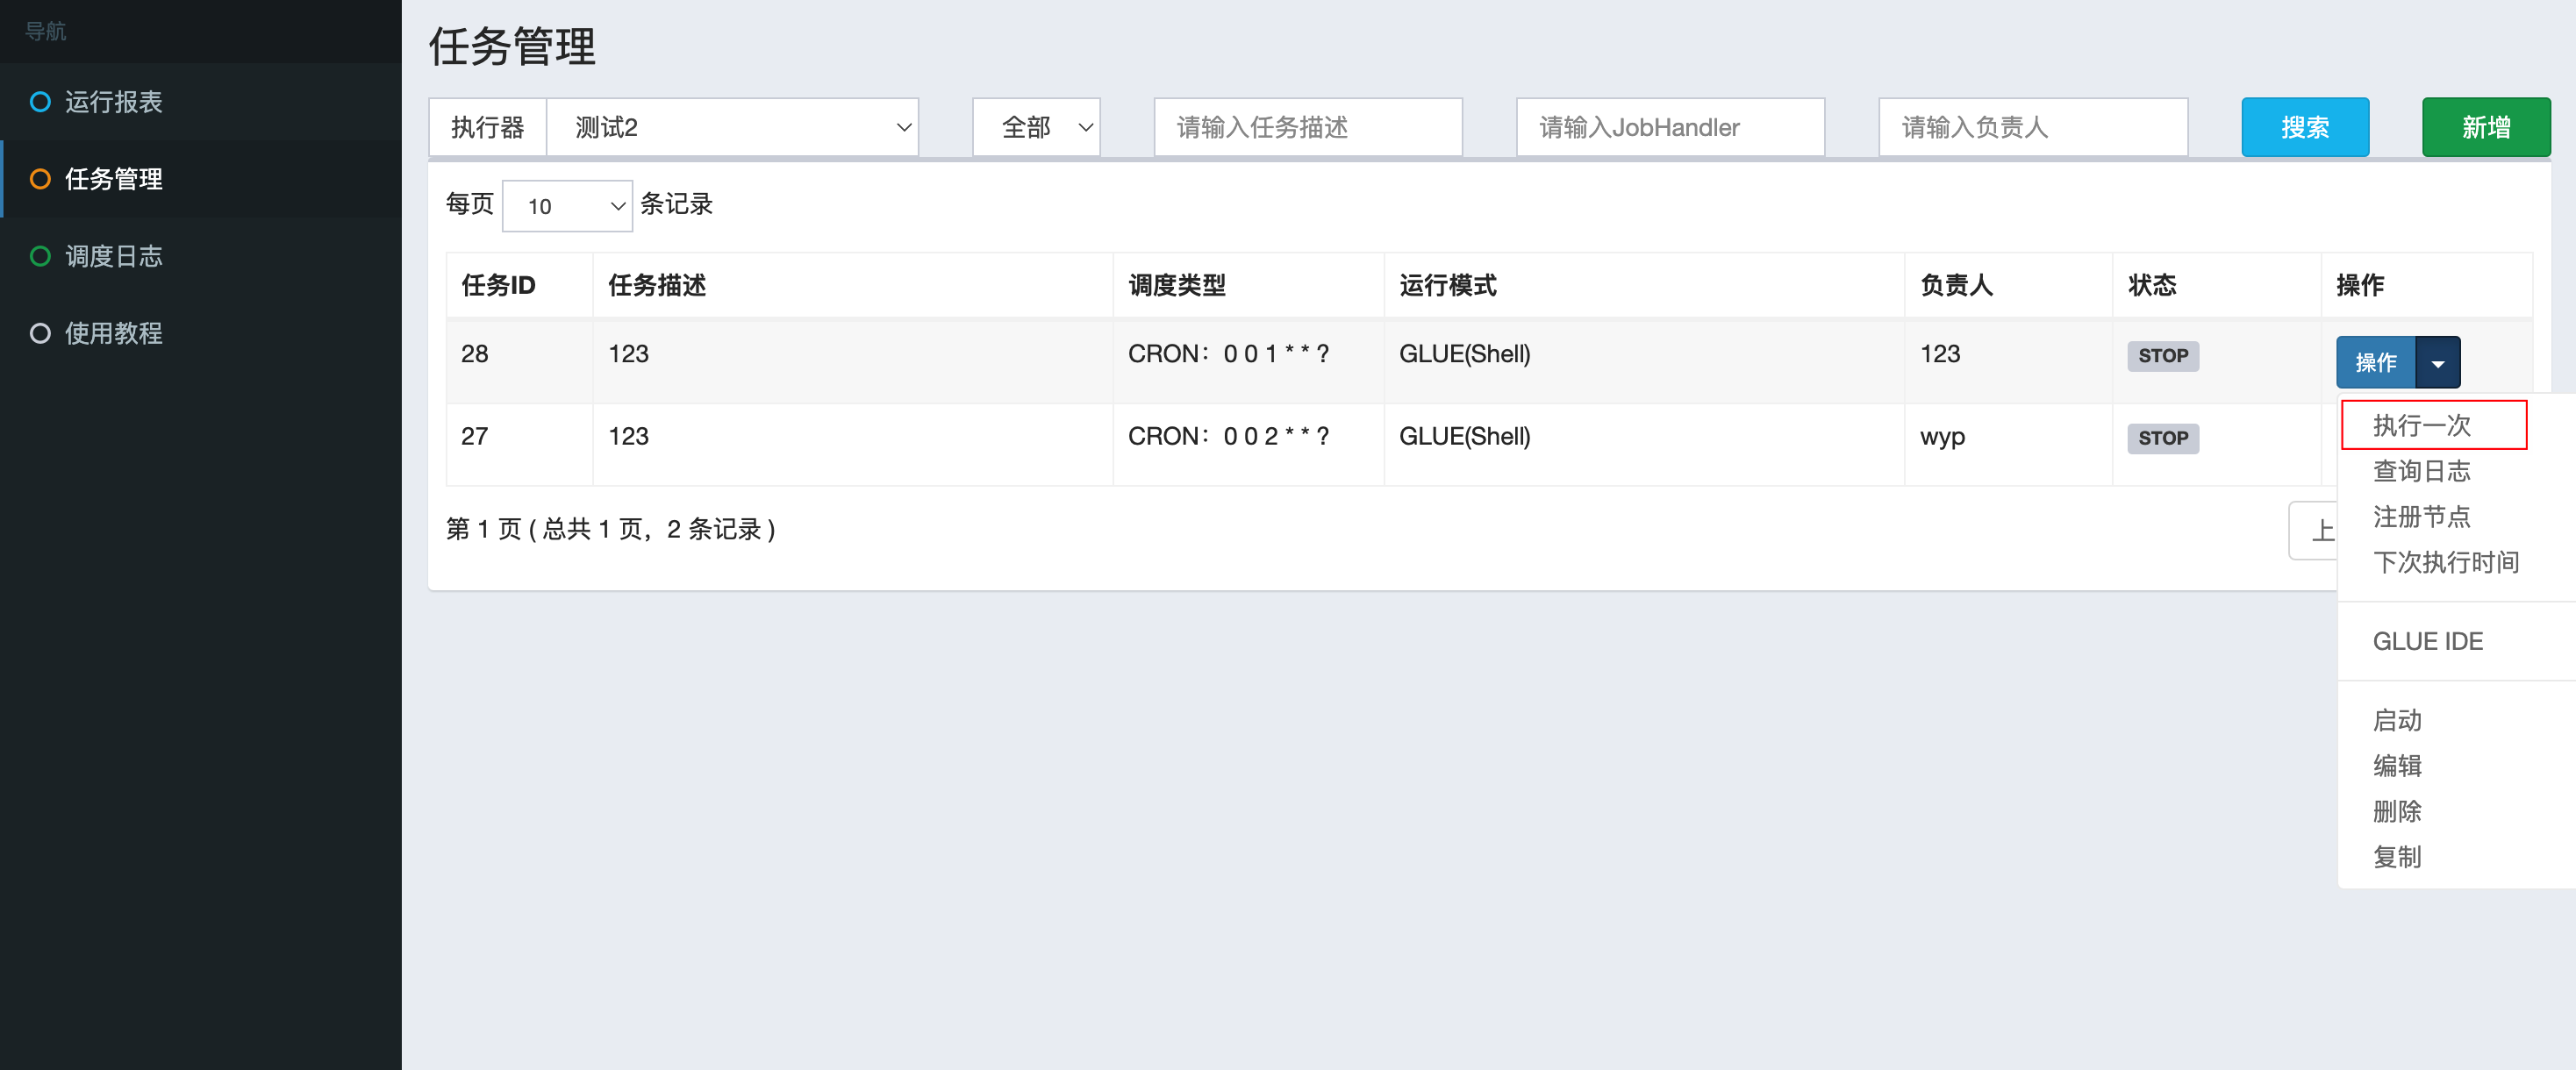 导航
运行报表
任务管理
调度日志
使用教程
任务管理
执行器 测试2 全部 请输入任务描述 请输入JobHandler 请输入负责人 搜索 新增
每页 10 条记录
任务ID 任务描述 调度类型 运行模式 负责人 状态 操作
28 123 CRON：0 0 1 * * ? GLUE(Shell) 123 STOP 操作
27 123 CRON：0 0 2 * * ? GLUE(Shell) wyp STOP
第 1 页 ( 总共 1 页，2 条记录 )
上
执行一次
查询日志
注册节点
下次执行时间
GLUE IDE
启动
编辑
删除
复制